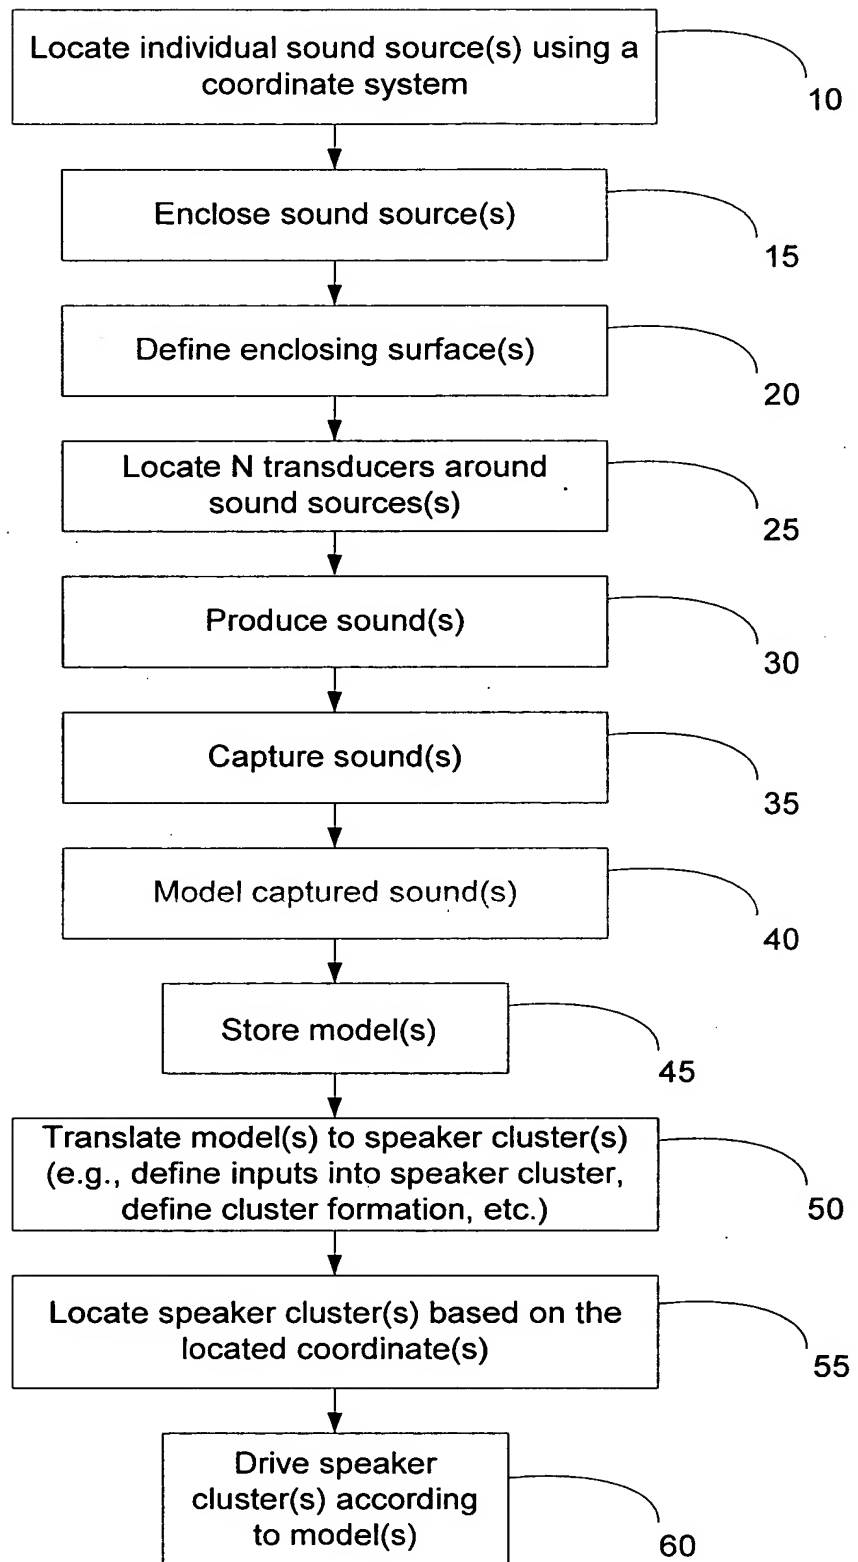 Locate individual sound source(s) using a
coordinate system
10
Enclose sound source(s)
15
Define enclosing surface(s)
20
Locate N transducers around
sound sources(s)
25
Produce sound(s)
30
Capture sound(s)
35
Model captured sound(s)
40
Store model(s)
45
Translate model(s) to speaker cluster(s)
(e.g., define inputs into speaker cluster,
define cluster formation, etc.)
50
Locate speaker cluster(s) based on the
located coordinate(s)
55
Drive speaker
cluster(s) according
to model(s)
60